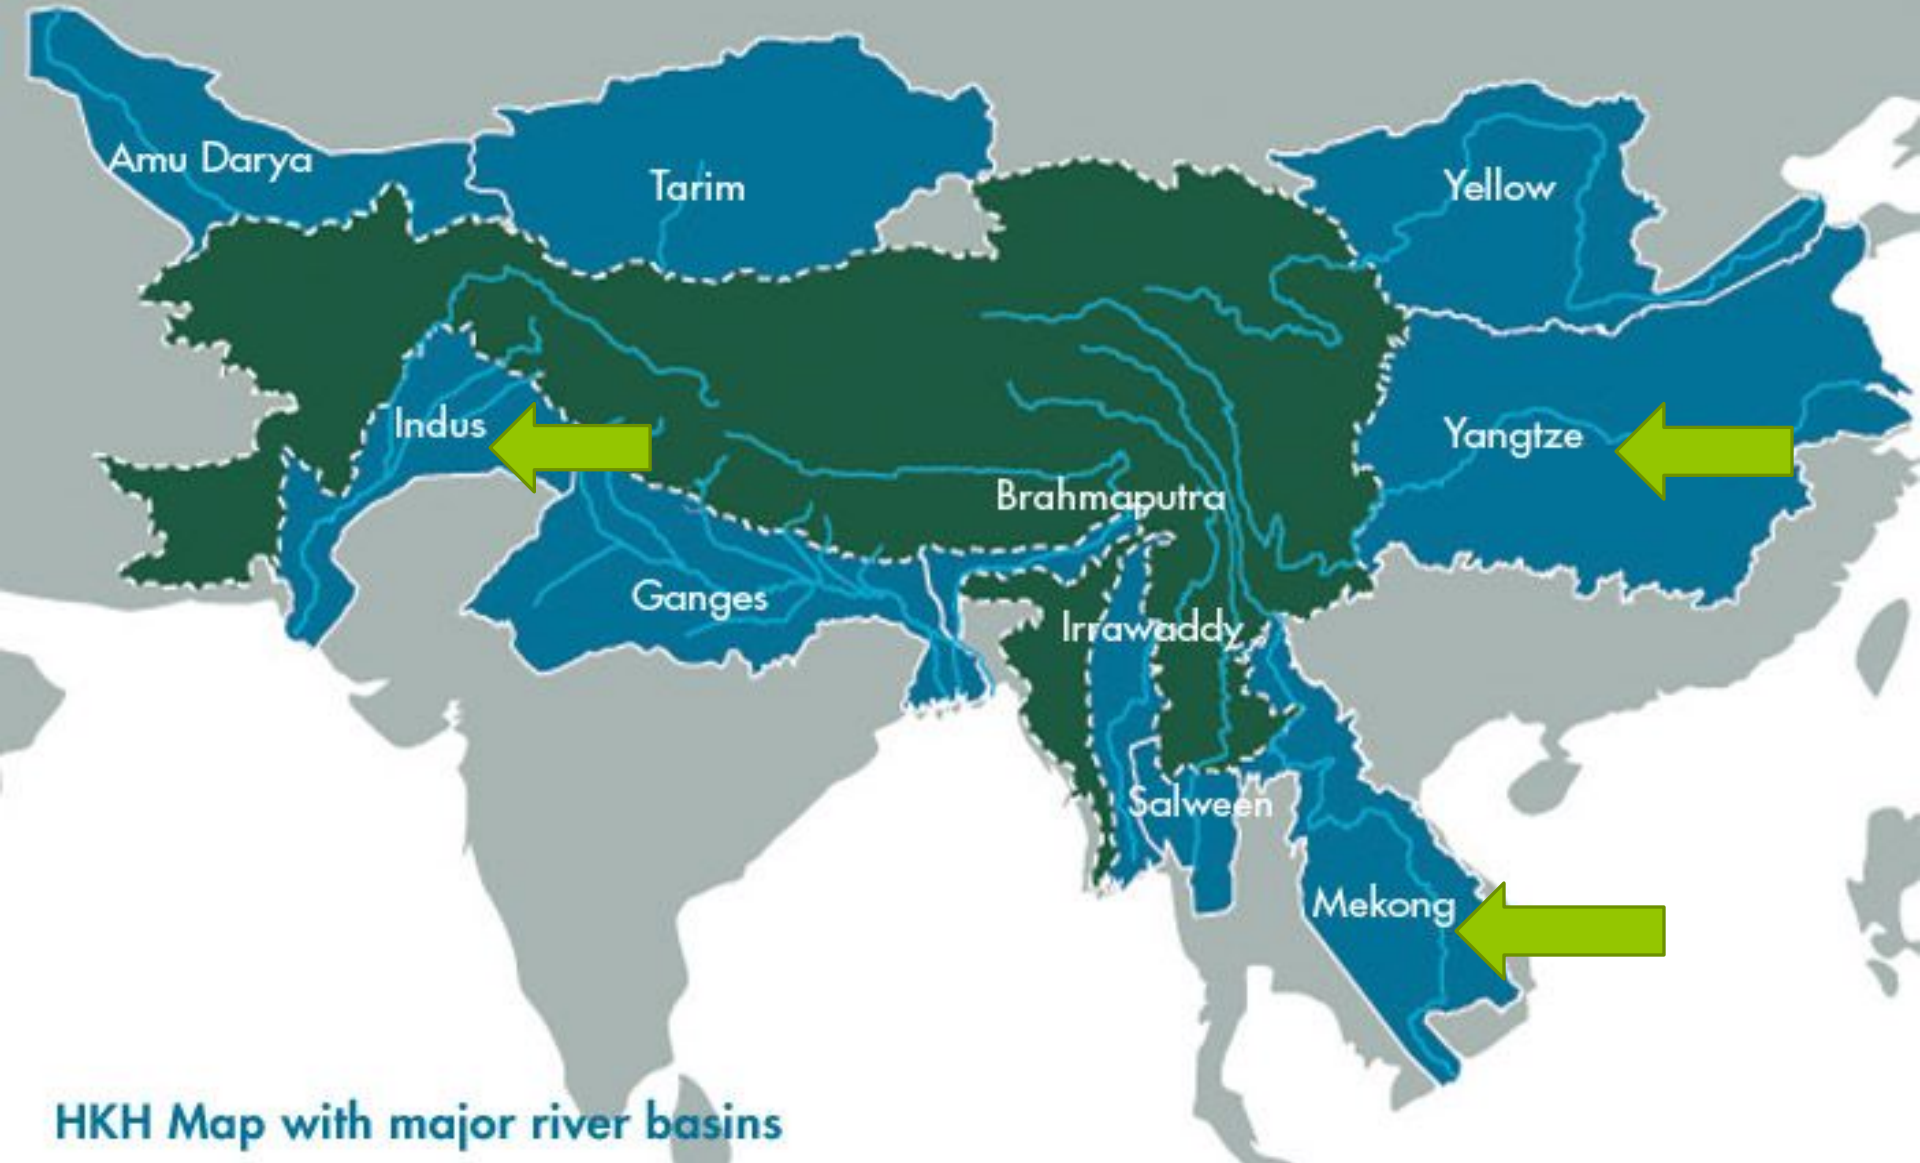 Amu Darya
Tarim
Yellow
Indus
Yangtze
Brahmaputra
Ganges
Irrawaddy
Salween
Mekong
HKH Map with major river basins